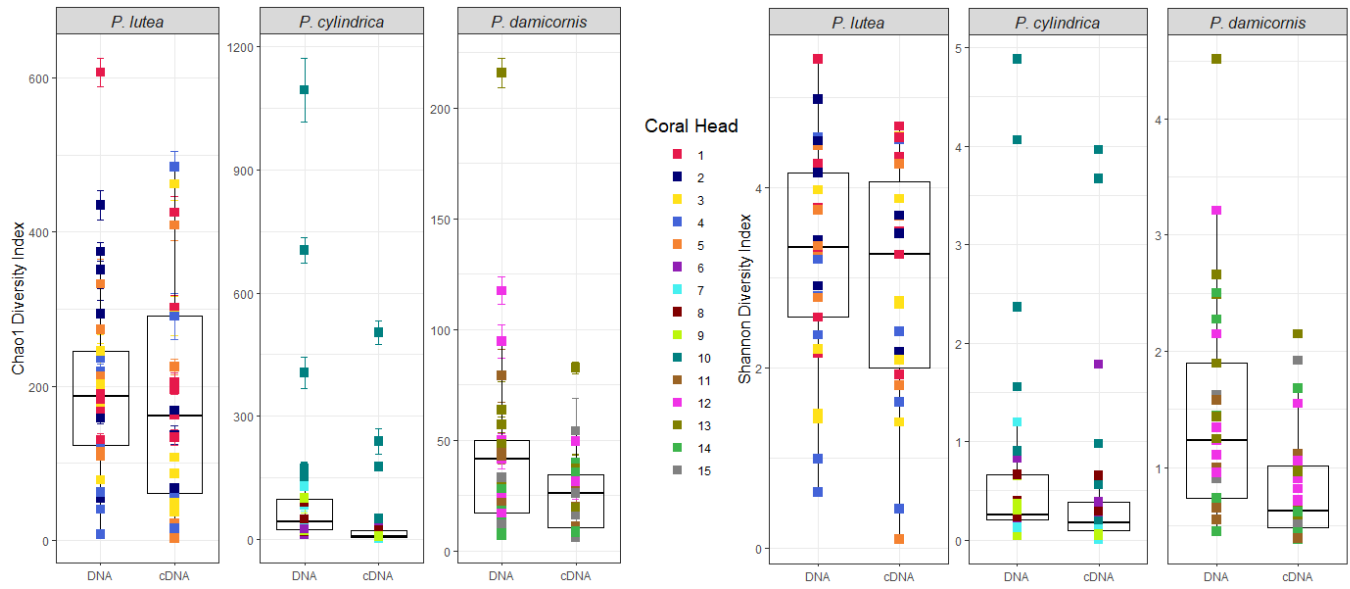 P. lutea
P. cylindrica
P. damicornis
Chao1 Diversity Index
600
400
200
0
1200
900
600
300
0
200
150
100
50
0
DNA
cDNA
DNA
cDNA
DNA
cDNA
Coral Head
1
2
3
4
5
6
7
8
9
10
11
12
13
14
15
P. lutea
P. cylindrica
P. damicornis
Shannon Diversity Index
4
2
0
5
4
3
2
1
0
4
3
2
1
DNA
cDNA
DNA
cDNA
DNA
cDNA